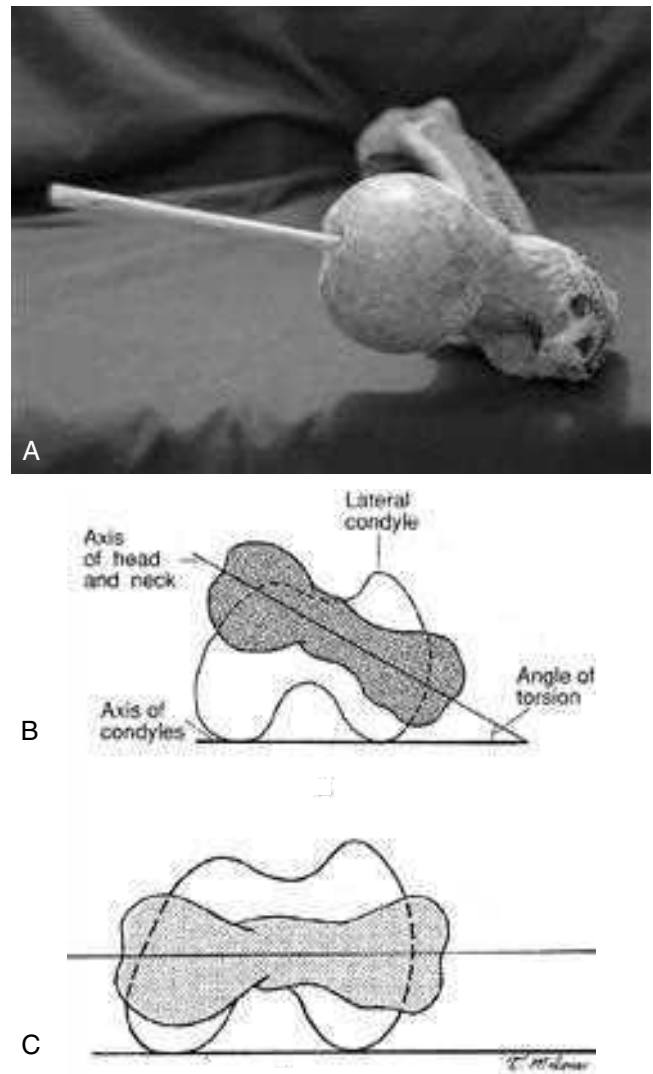 A
Lateral
condyle
Axis
of head
and neck
Angle of
torsion
Axis of
condyles
B
C